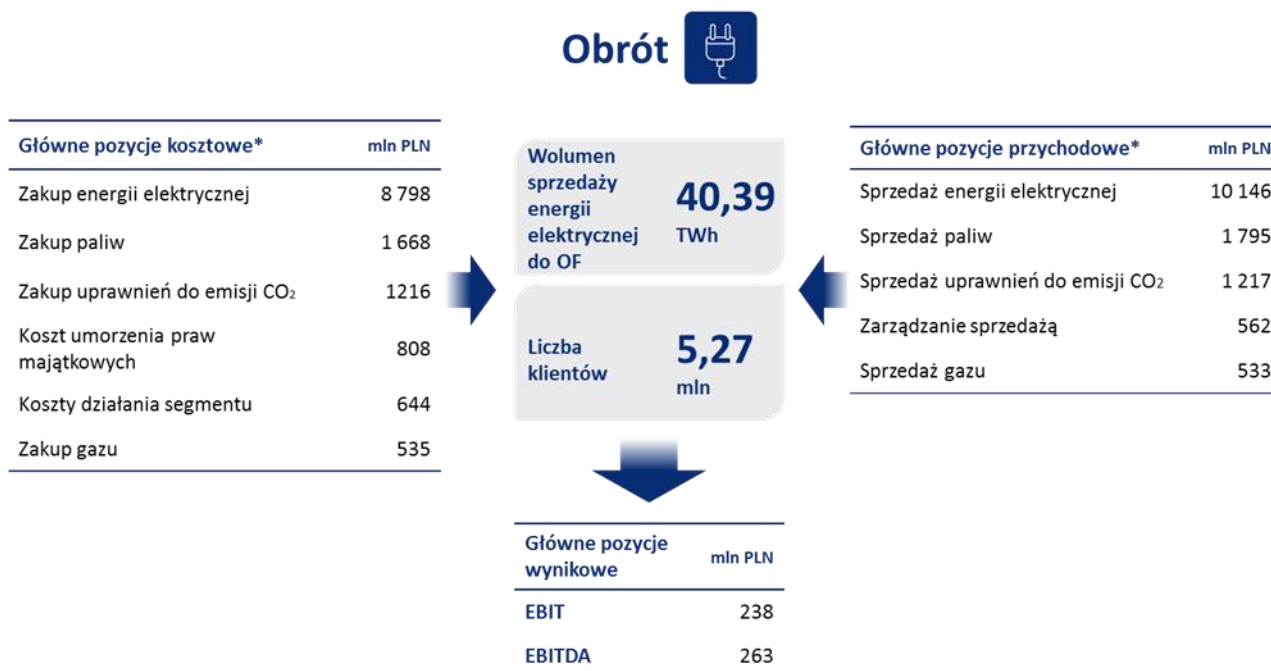 Obrót
Główne pozycje kosztowe* mln PLN
Zakup energii elektrycznej 8 798
Zakup paliw 1 668
Zakup uprawnień do emisji CO₂ 1216
Koszt umorzenia praw
majątkowych 808
Koszty działania segmentu 644
Zakup gazu 535
Wolumen
sprzedaży
energii
elektrycznej
do OF
40,39
TWh
Liczba
klientów
5,27
mln
Główne pozycje przychodowe* mln PLN
Sprzedaż energii elektrycznej 10 146
Sprzedaż paliw 1 795
Sprzedaż uprawnień do emisji CO₂ 1 217
Zarządzanie sprzedażą 562
Sprzedaż gazu 533
Główne pozycje
wynikowe mln PLN
EBIT 238
EBITDA 263